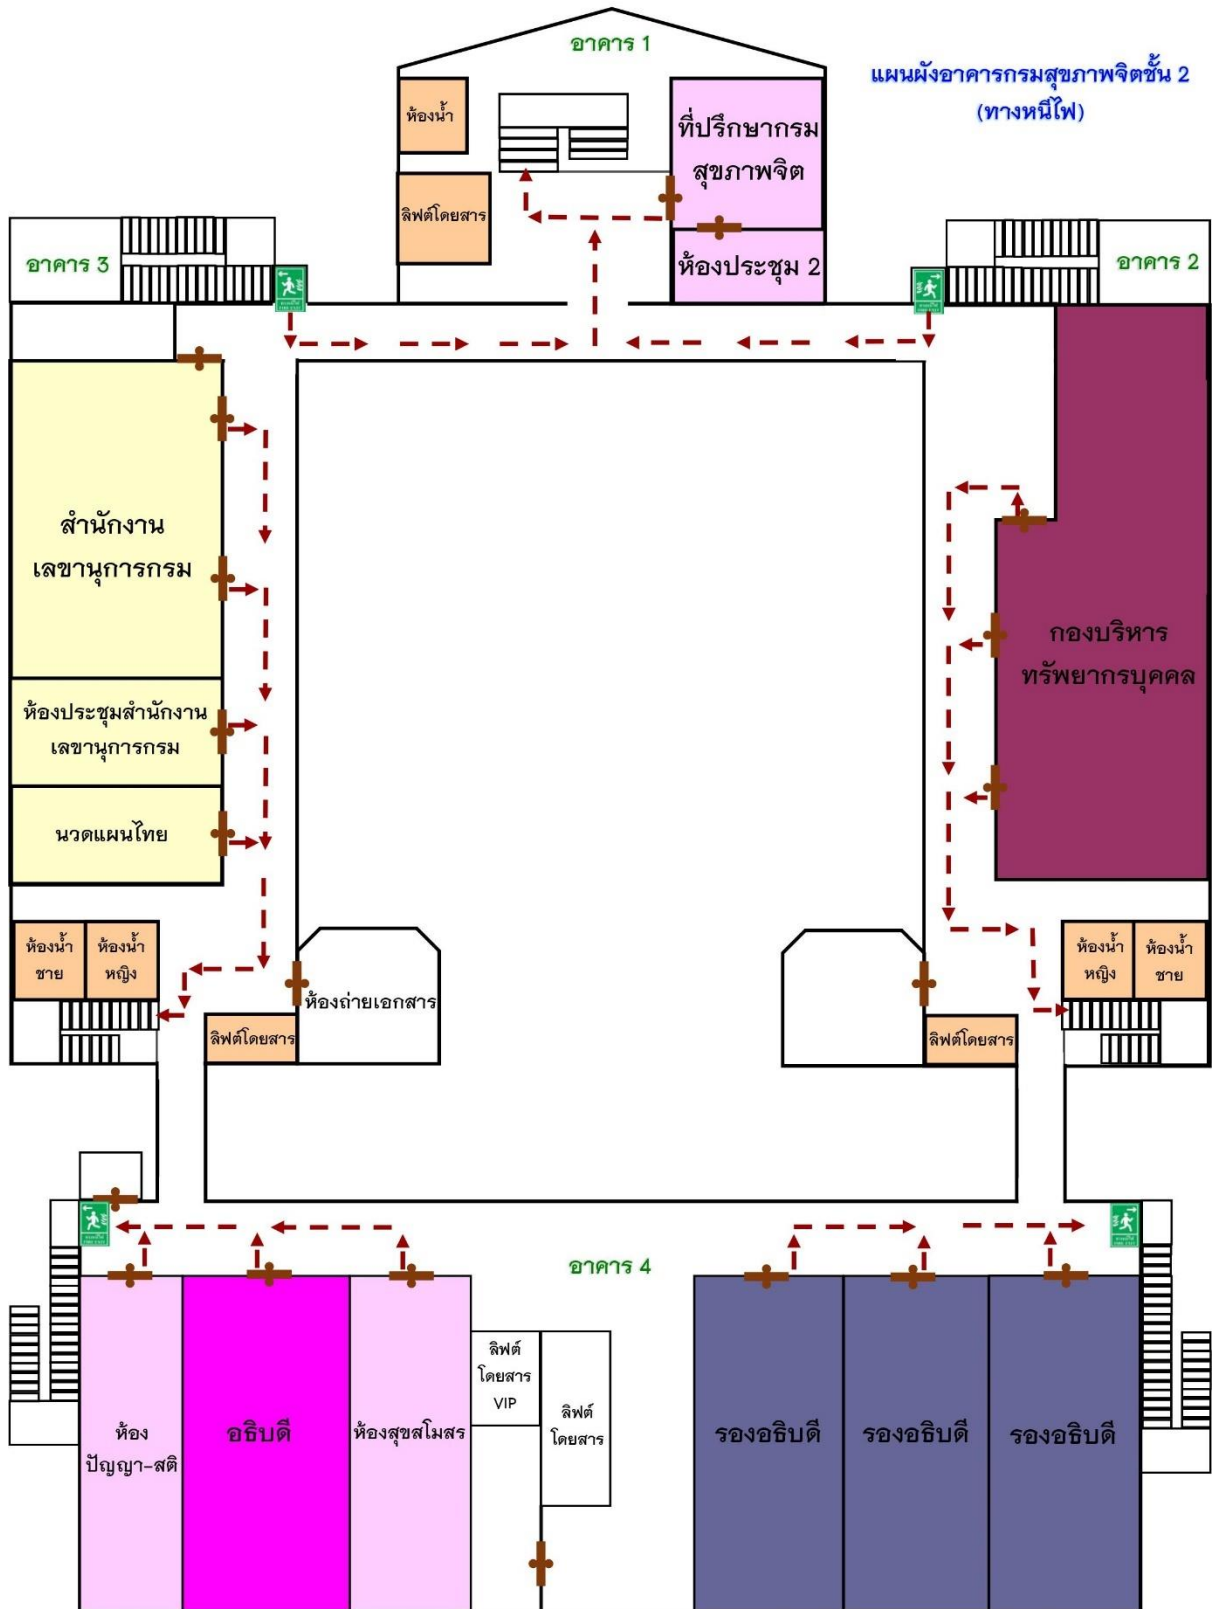 อาคาร 1
แผนผังอาคารกรมสุขภาพจิตชั้น 2
(ทางหนีไฟ)
ห้องน้ำ
ที่ปรึกษากรม
สุขภาพจิต
ลิฟต์โดยสาร
ห้องประชุม 2
อาคาร 3
อาคาร 2
สำนักงาน
เลขานุการกรม
กองบริหาร
ทรัพยากรบุคคล
ห้องประชุมสำนักงาน
เลขานุการกรม
นวดแผนไทย
ห้องน้ำ
ชาย
ห้องน้ำ
หญิง
ห้องถ่ายเอกสาร
ลิฟต์โดยสาร
ห้องน้ำ
หญิง
ห้องน้ำ
ชาย
ลิฟต์โดยสาร
อาคาร 4
ห้อง
ปัญญา-สติ
อธิบดี
ห้องสุขสโมสร
ลิฟต์
โดยสาร
VIP
ลิฟต์
โดยสาร
รองอธิบดี
รองอธิบดี
รองอธิบดี